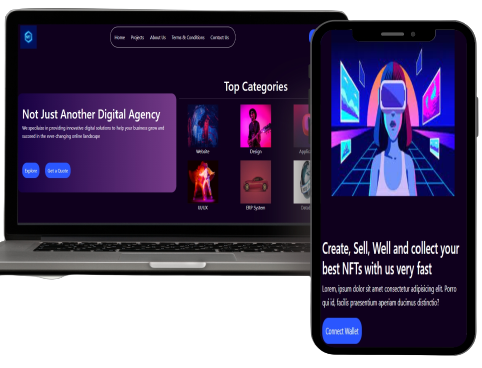 Home Projects About Us Terms & Conditions Contact Us
Not Just Another Digital Agency
We specialize in providing innovative digital solutions to help your business grow and
succeed in the ever-changing online landscape
Explore Get a Quote
Top Categories
Website Design
UI/UX ERP System
Create, Sell, Well and collect your
best NFTs with us very fast
Lorem, ipsum dolor sit amet consectetur adipisicing elit. Porro
qui id, facilis praesentium aperiam ducimus distinctio?
Connect Wallet